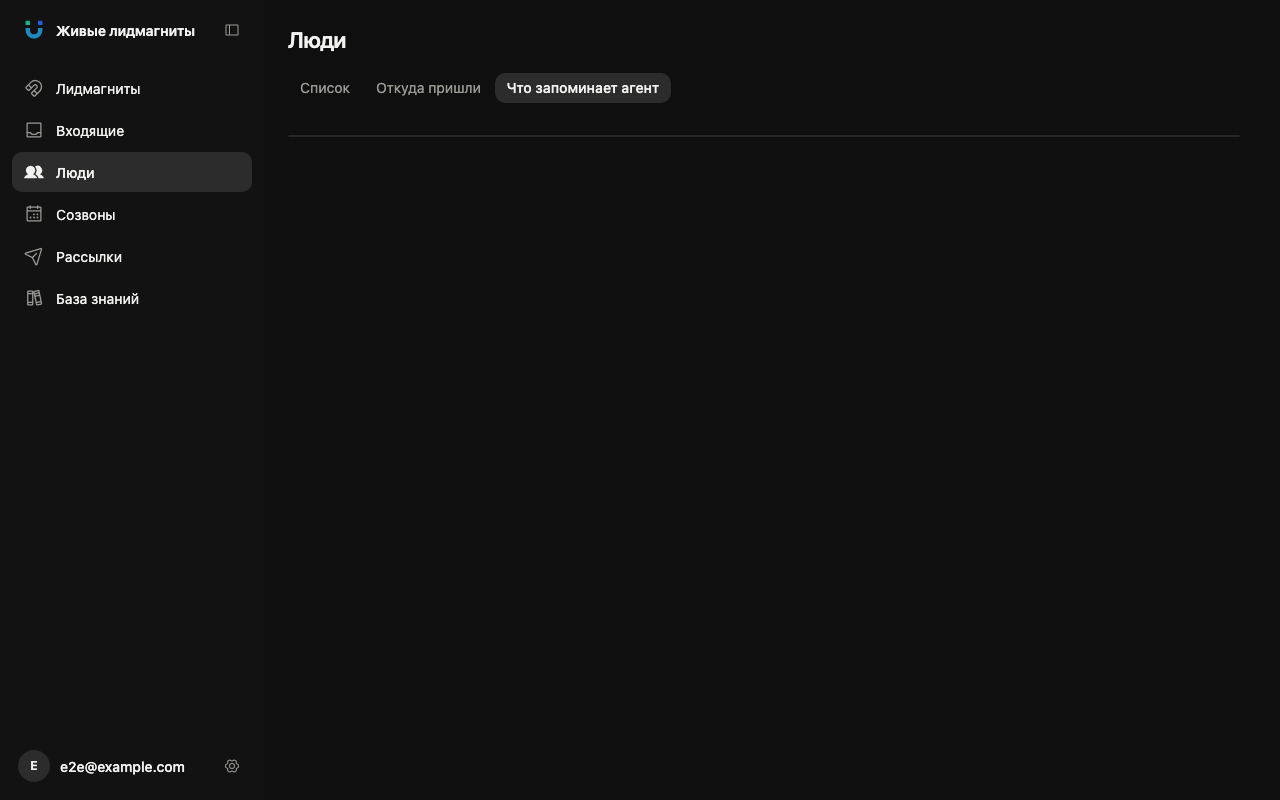 Живые лидмагниты
Лидмагниты
Входящие
Люди
Созвоны
Рассылки
База знаний
E
e2e@example.com
Люди
Список
Откуда пришли
Что запоминает агент